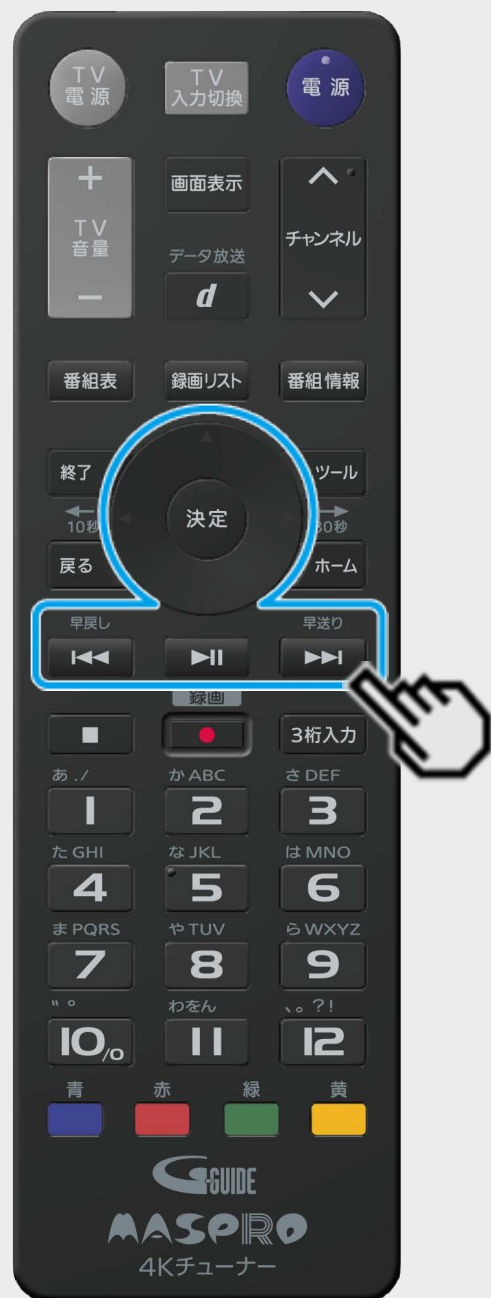 TV
電源
TV
入力切換
電源
+
TV
音量
−
画面表示
データ放送
d
チャンネル
番組表
録画リスト
番組情報
終了
ツール
決定
10秒
30秒
戻る
ホーム
早戻し
早送り
録画
3桁入力
あ./
かABC
さDEF
1
2
3
たGHI
なJKL
はMNO
4
5
6
まPQRS
やTUV
らWXYZ
7
8
9
゛゜
わをん
、。?!
10/0
11
12
青
赤
緑
黄
G-GUIDE
MASPRO
4Kチューナー